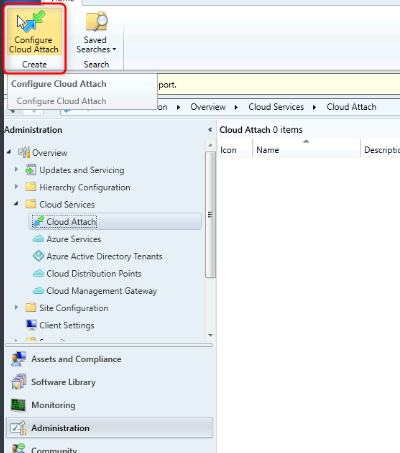 Configure
Cloud Attach
Saved
Searches
Create
Search
Configure Cloud Attach
Configure Cloud Attach
port.
Overview
Cloud Services
Cloud Attach
Administration
Cloud Attach 0 items
Icon
Name
Descriptio
Overview
Updates and Servicing
Hierarchy Configuration
Cloud Services
Cloud Attach
Azure Services
Azure Active Directory Tenants
Cloud Distribution Points
Cloud Management Gateway
Site Configuration
Client Settings
Assets and Compliance
Software Library
Monitoring
Administration
Community